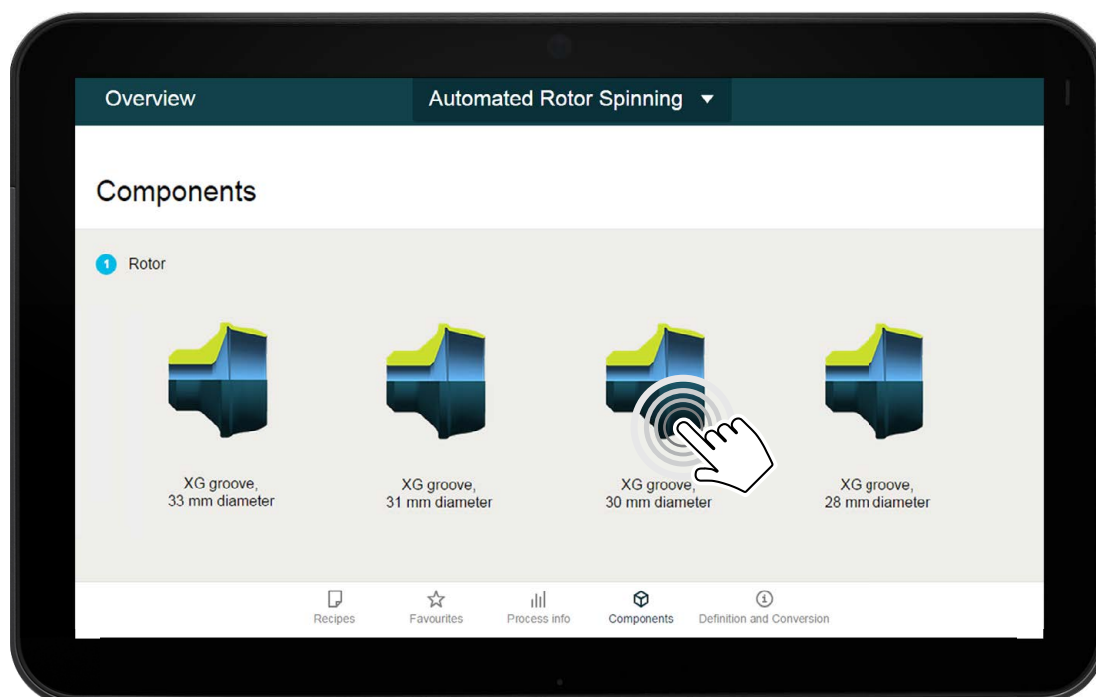 Overview
Automated Rotor Spinning
Components
1 Rotor
XG groove,
33 mm diameter
XG groove,
31 mm diameter
XG groove,
30 mm diameter
XG groove,
28 mm diameter
Recipes
Favourites
Process info
Components
Definition and Conversion